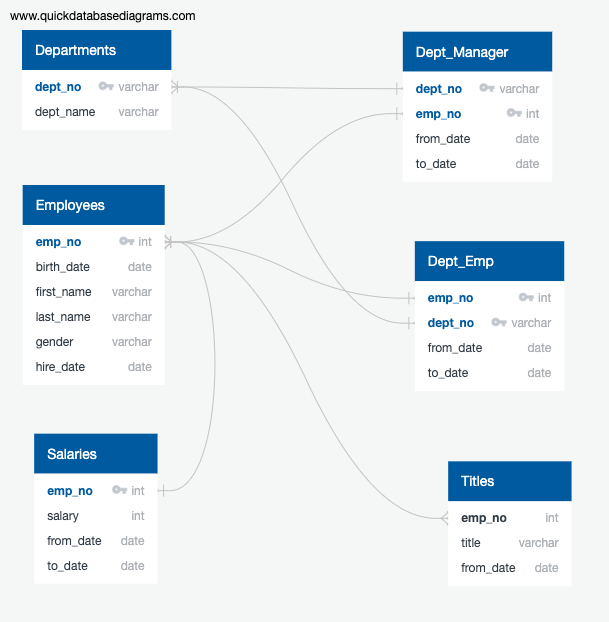 www.quickdatabasediagrams.com
Departments
dept_no varchar
dept_name varchar
Dept_Manager
dept_no varchar
emp_no int
from_date date
to_date date
Employees
emp_no int
birth_date date
first_name varchar
last_name varchar
gender varchar
hire_date date
Dept_Emp
emp_no int
dept_no varchar
from_date date
to_date date
Salaries
emp_no int
salary int
from_date date
to_date date
Titles
emp_no int
title varchar
from_date date